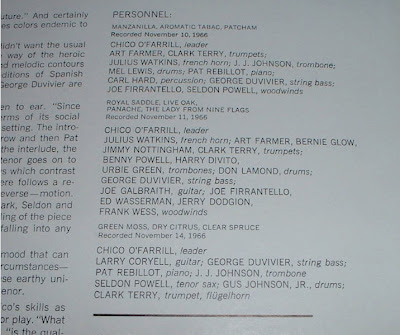 uture." And certainly
es colors endemic to
PERSONNEL:
MANZANILLA, AROMATIC TABAC, PATCHAM
Recorded November 10, 1966
CHICO O'FARRILL, leader
ART FARMER, CLARK TERRY, trumpets;
JULIUS WATKINS, french horn; J. J. JOHNSON, trombone;
MEL LEWIS, drums; PAT REBILLOT, piano;
CARL HARD, percussion; GEORGE DUVIVIER, string bass;
JOE FIRRANTELLO, SELDON POWELL, woodwinds
ROYAL SADDLE, LIVE OAK,
PANACHE, THE LADY FROM NINE FLAGS
Recorded November 11, 1966
CHICO O'FARRILL, leader
JULIUS WATKINS, french horn; ART FARMER, BERNIE GLOW,
JIMMY NOTTINGHAM, CLARK TERRY, trumpets;
BENNY POWELL, HARRY DIVITO,
URBIE GREEN, trombones; DON LAMOND, drums;
GEORGE DUVIVIER, string bass;
JOE GALBRAITH, guitar; JOE FIRRANTELLO,
ED WASSERMAN, JERRY DODGION,
FRANK WESS, woodwinds
GREEN MOSS, DRY CITRUS, CLEAR SPRUCE
Recorded November 14, 1966
CHICO O'FARRILL, leader
LARRY CORYELL, guitar; GEORGE DUVIVIER, string bass;
PAT REBILLOT, piano; J. J. JOHNSON, trombone
SELDON POWELL, tenor sax; GUS JOHNSON, JR., drums;
CLARK TERRY, trumpet, flügelhorn
ldn't want the usual
way of the heroic
nd melodic contours
ditions of Spanish
George Duvivier are
en to ear. "Since
rms of its social
setting. The intro-
row and then Pat
the interlude, the
tenor goes on to
ys which contrast
ere follows a re-
everse—motion.
ark, Seldon and
ling of the piece
falling into any
mood that can
rcumstances—
se earthy uni-
enor.
ico's skills as
or play. "What
"is the qual-